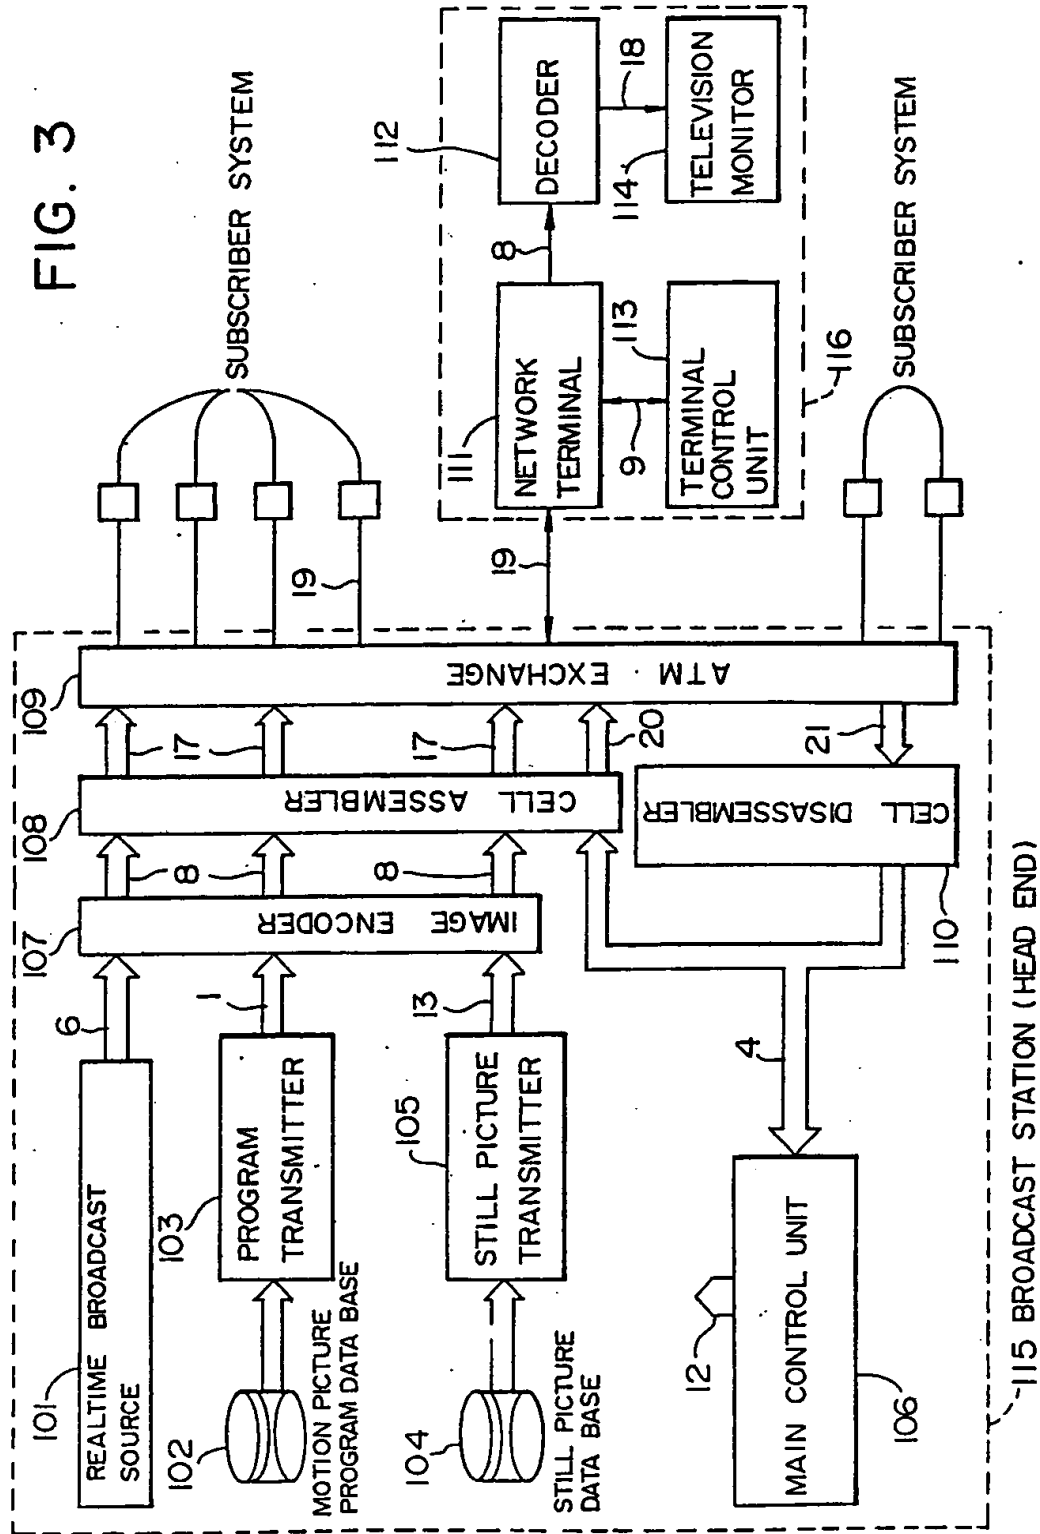 FIG. 3
101
REALTIME BROADCAST
SOURCE
6
107
IMAGE ENCODER
8
108
CELL ASSEMBLER
17
109
ATM EXCHANGE
19
SUBSCRIBER SYSTEM
102
MOTION PICTURE
PROGRAM DATA BASE
103
PROGRAM
TRANSMITTER
1
8
17
104
STILL PICTURE
DATA BASE
105
STILL PICTURE
TRANSMITTER
13
20
19
111
NETWORK
TERMINAL
8
112
DECODER
9
18
113
TERMINAL
CONTROL
UNIT
114
TELEVISION
MONITOR
116
12
MAIN CONTROL UNIT
106
4
110
CELL DISASSEMBLER
21
SUBSCRIBER SYSTEM
115 BROADCAST STATION (HEAD END)